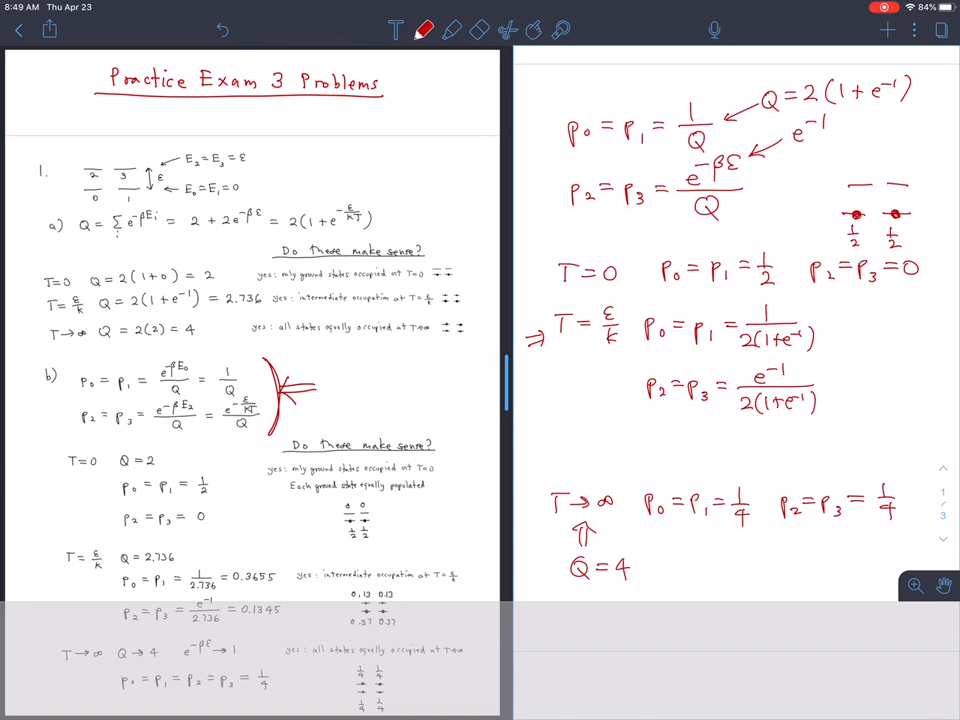 8:49 AM Thu Apr 23
84%
Practice Exam 3 Problems
1.
2 3
0 1
ε
E₂ = E₃ = ε
E₀ = E₁ = 0
a) Q = Σᵢ e^(-βEᵢ) = 2 + 2e^(-βε) = 2(1 + e^(-ε/kT))
Do these make sense?
T=0 Q = 2(1+0) = 2 yes: only ground states occupied at T=0
T = ε/k Q = 2(1 + e⁻¹) = 2.736 yes: intermediate occupation at T = ε/k
T→∞ Q = 2(2) = 4 yes: all states equally occupied at T→∞
b) p₀ = p₁ = e^(-βE₀)/Q = 1/Q
p₂ = p₃ = e^(-βE₂)/Q = e^(-ε/kT)/Q
Do these make sense?
T=0 Q=2 yes: only ground states occupied at T=0
p₀ = p₁ = 1/2 Each ground state equally populated
p₂ = p₃ = 0
0 0
1/2 1/2
T = ε/k Q = 2.736
p₀ = p₁ = 1/2.736 = 0.3655 yes: intermediate occupation at T = ε/k
p₂ = p₃ = e⁻¹/2.736 = 0.1345
0.13 0.13
0.37 0.37
T→∞ Q→4 e^(-βε)→1 yes: all states equally occupied at T→∞
p₀ = p₁ = p₂ = p₃ = 1/4
1/4 1/4
1/4 1/4
p₀ = p₁ = 1/Q
Q = 2(1 + e⁻¹)
e⁻¹
p₂ = p₃ = e^(-βε)/Q
1/2 1/2
T=0 p₀ = p₁ = 1/2 p₂ = p₃ = 0
⇒ T = ε/k p₀ = p₁ = 1/2(1+e⁻¹)
p₂ = p₃ = e⁻¹/2(1+e⁻¹)
T→∞ p₀ = p₁ = 1/4 p₂ = p₃ = 1/4
Q = 4
1
/
3